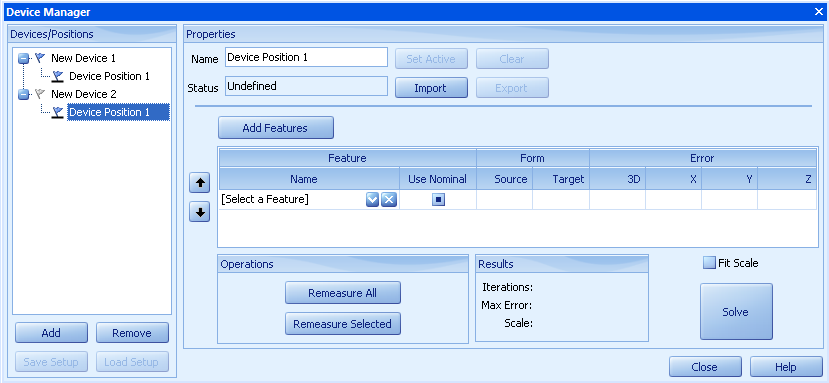 Device Manager
Devices/Positions
New Device 1
Device Position 1
New Device 2
Device Position 1
Add Remove
Save Setup Load Setup
Properties
Name Device Position 1 Set Active Clear
Status Undefined Import Export
Add Features
Feature Form Error
Name Use Nominal Source Target 3D X Y Z
[Select a Feature]
Operations
Remeasure All
Remeasure Selected
Results
Iterations:
Max Error:
Scale:
Fit Scale
Solve
Close Help